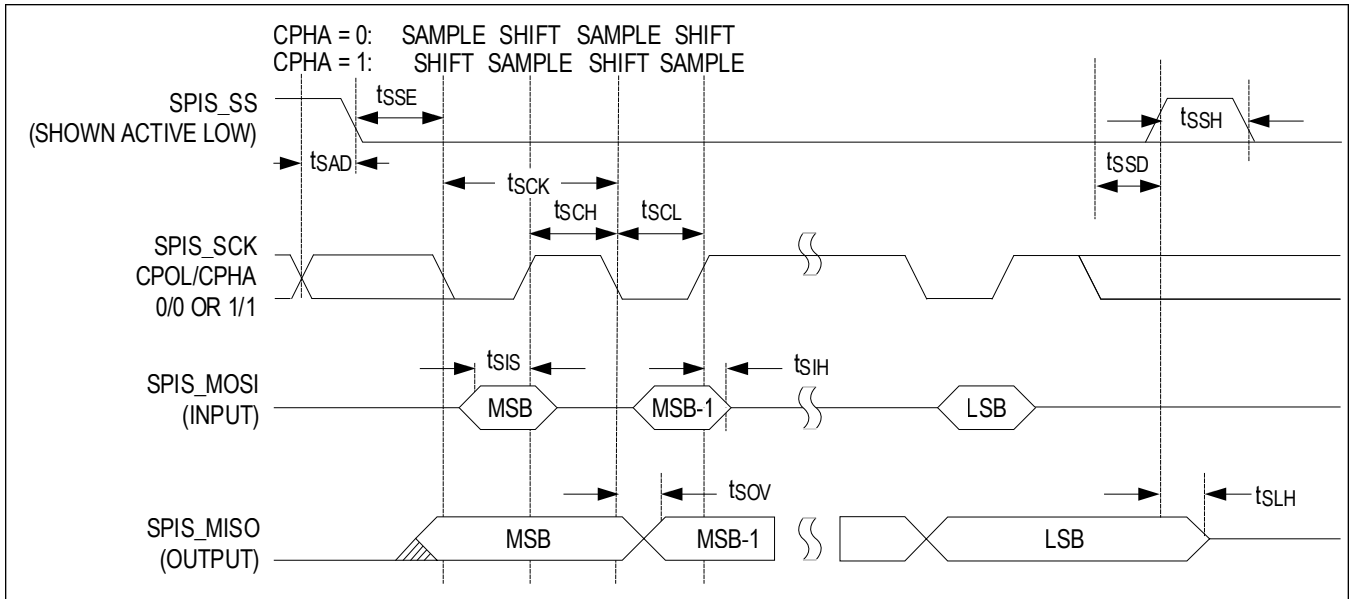 CPHA = 0: SAMPLE SHIFT SAMPLE SHIFT
CPHA = 1: SHIFT SAMPLE SHIFT SAMPLE
SPIS_SS
(SHOWN ACTIVE LOW)
tSSE
tSSH
tSAD
tSSD
tSCK
tSCH
tSCL
SPIS_SCK
CPOL/CPHA
0/0 OR 1/1
tSIS
tSIH
SPIS_MOSI
(INPUT)
MSB
MSB-1
LSB
tSOV
tSLH
SPIS_MISO
(OUTPUT)
MSB
MSB-1
LSB